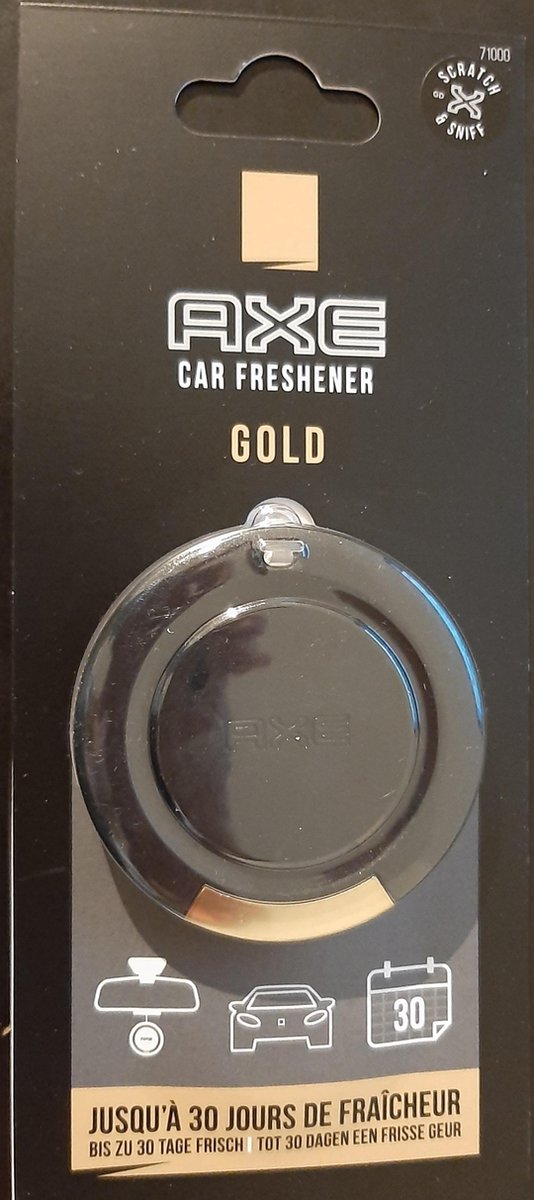 71000
SCRATCH
& SNIFF
AXE
CAR FRESHENER
GOLD
AXE
30
JUSQU'À 30 JOURS DE FRAÎCHEUR
BIS ZU 30 TAGE FRISCH | TOT 30 DAGEN EEN FRISSE GEUR